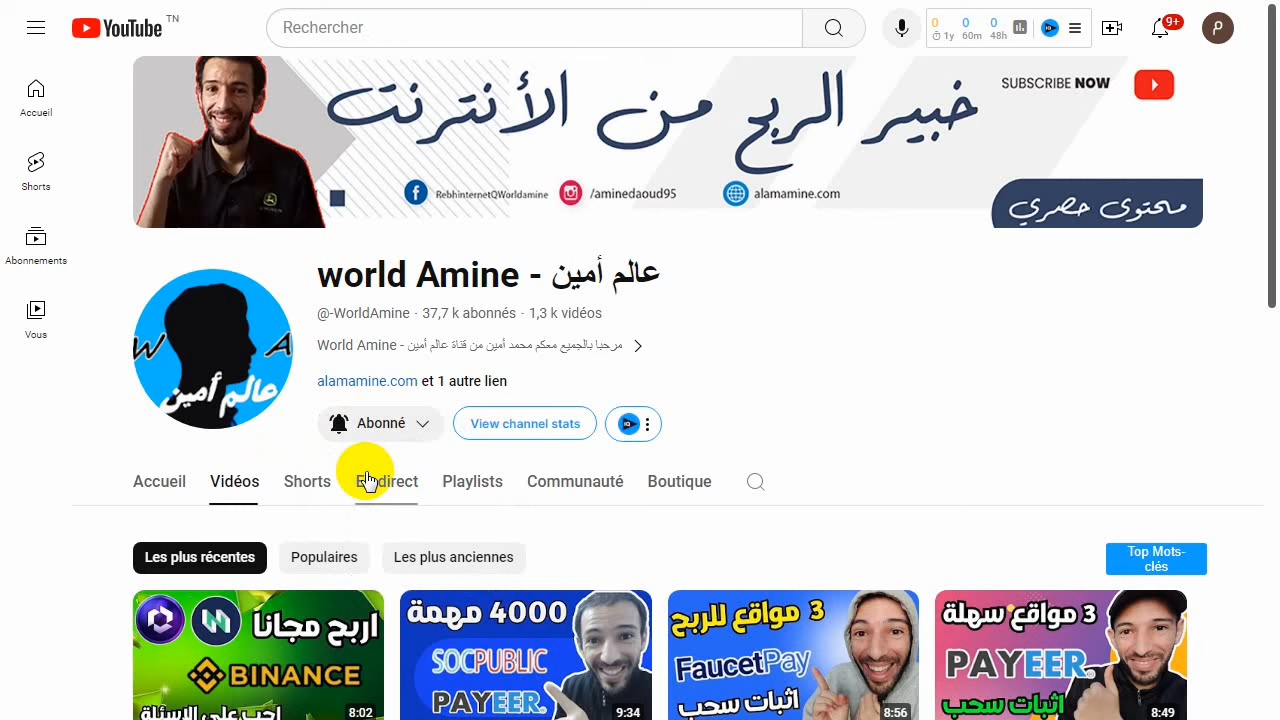 YouTube TN
Rechercher
0 0 0
1y 60m 48h
9+
Accueil
Shorts
Abonnements
Vous
خبير الربح من الأنترنت
SUBSCRIBE NOW
RebhinternetQWorldamine /aminedaoud95 alamamine.com
محتوى حصري
world Amine - عالم أمين
@-WorldAmine · 37,7 k abonnés · 1,3 k vidéos
World Amine - مرحبا بالجميع معكم محمد أمين من قناة عالم أمين
alamamine.com et 1 autre lien
W A
عالم أمين
Abonné
View channel stats
Accueil Vidéos Shorts En direct Playlists Communauté Boutique
Les plus récentes Populaires Les plus anciennes
Top Mots-
clés
اربح مجانا
BINANCE
اجب على الاسئلة
8:02
4000 مهمة
SOCPUBLIC
PAYEER
9:34
3 مواقع للربح
FaucetPay
اثبات سحب
8:56
3 مواقع سهلة
PAYEER
اثبات سحب
8:49